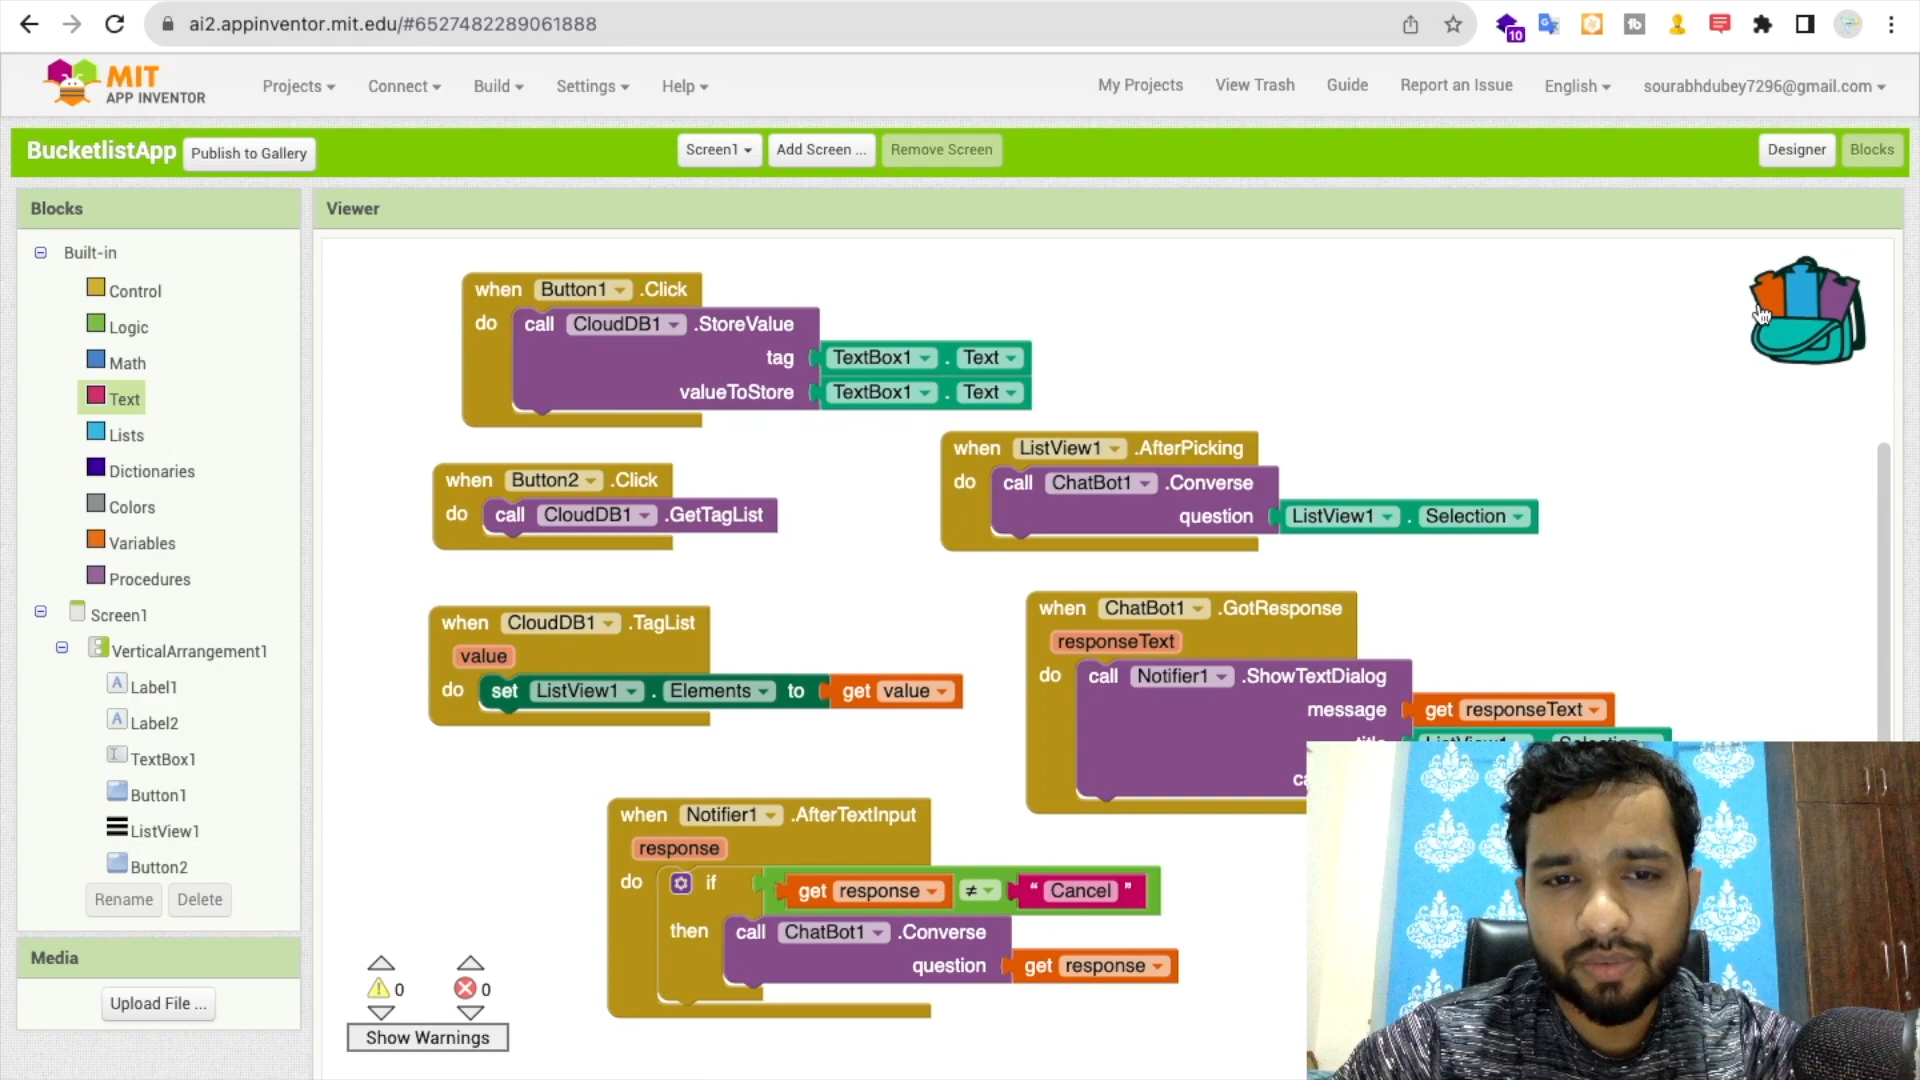 ai2.appinventor.mit.edu/#6527482289061888
10
MIT
APP INVENTOR
Projects Connect Build Settings Help My Projects View Trash Guide Report an Issue English sourabhdubey7296@gmail.com
BucketlistApp Publish to Gallery Screen1 Add Screen ... Remove Screen Designer Blocks
Blocks
Built-in
Control
Logic
Math
Text
Lists
Dictionaries
Colors
Variables
Procedures
Screen1
VerticalArrangement1
Label1
Label2
TextBox1
Button1
ListView1
Button2
Rename Delete
Media
Upload File ...
Viewer
when Button1 .Click
do call CloudDB1 .StoreValue
tag TextBox1 . Text
valueToStore TextBox1 . Text
when Button2 .Click
do call CloudDB1 .GetTagList
when ListView1 .AfterPicking
do call ChatBot1 .Converse
question ListView1 . Selection
when CloudDB1 .TagList
value
do set ListView1 . Elements to get value
when ChatBot1 .GotResponse
responseText
do call Notifier1 .ShowTextDialog
message get responseText
title ListView1 . Selection
when Notifier1 .AfterTextInput
response
do if get response ≠ “ Cancel ”
then call ChatBot1 .Converse
question get response
0 0
Show Warnings